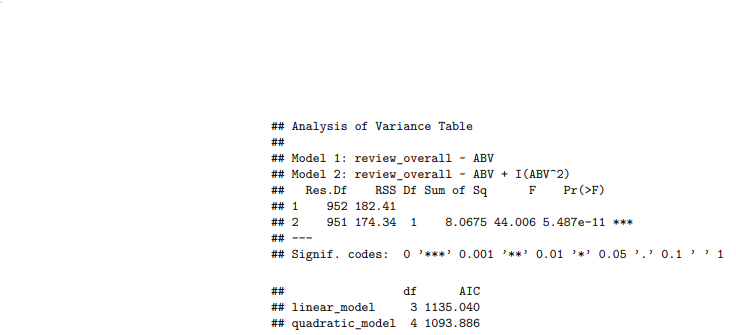 ## Analysis of Variance Table
##
## Model 1: review_overall ~ ABV
## Model 2: review_overall ~ ABV + I(ABV^2)
##   Res.Df    RSS Df Sum of Sq      F    Pr(>F)
## 1    952 182.41
## 2    951 174.34  1    8.0675 44.006 5.487e-11 ***
## ---
## Signif. codes:  0 '***' 0.001 '**' 0.01 '*' 0.05 '.' 0.1 ' ' 1
##                 df      AIC
## linear_model     3 1135.040
## quadratic_model  4 1093.886